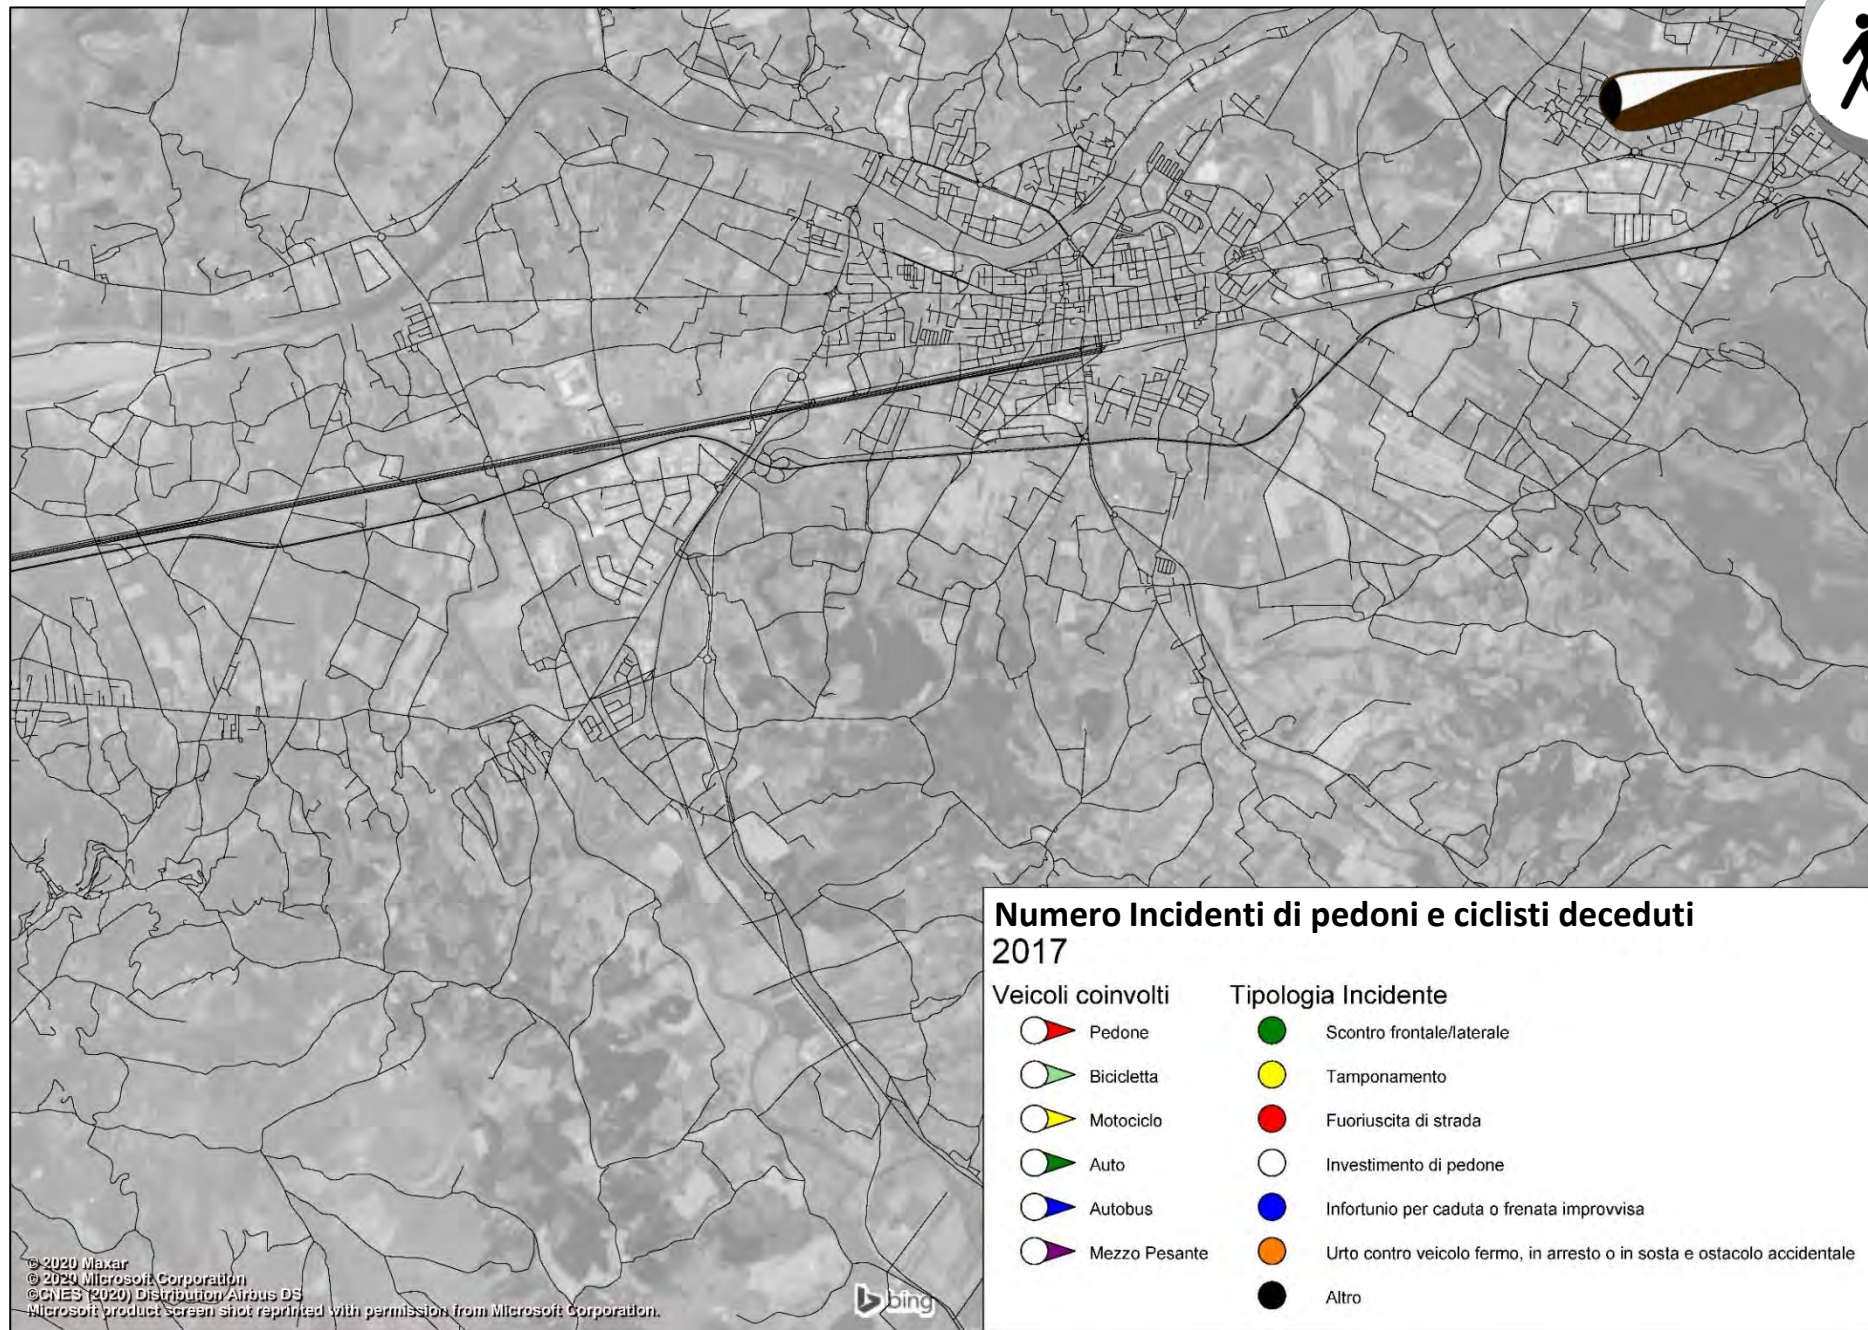 Numero Incidenti di pedoni e ciclisti deceduti
2017
Veicoli coinvolti
Pedone
Bicicletta
Motociclo
Auto
Autobus
Mezzo Pesante
Tipologia Incidente
Scontro frontale/laterale
Tamponamento
Fuoriuscita di strada
Investimento di pedone
Infortunio per caduta o frenata improvvisa
Urto contro veicolo fermo, in arresto o in sosta e ostacolo accidentale
Altro
© 2020 Maxar
© 2020 Microsoft Corporation
©CNES (2020) Distribution Airbus DS
Microsoft product screen shot reprinted with permission from Microsoft Corporation.
bing